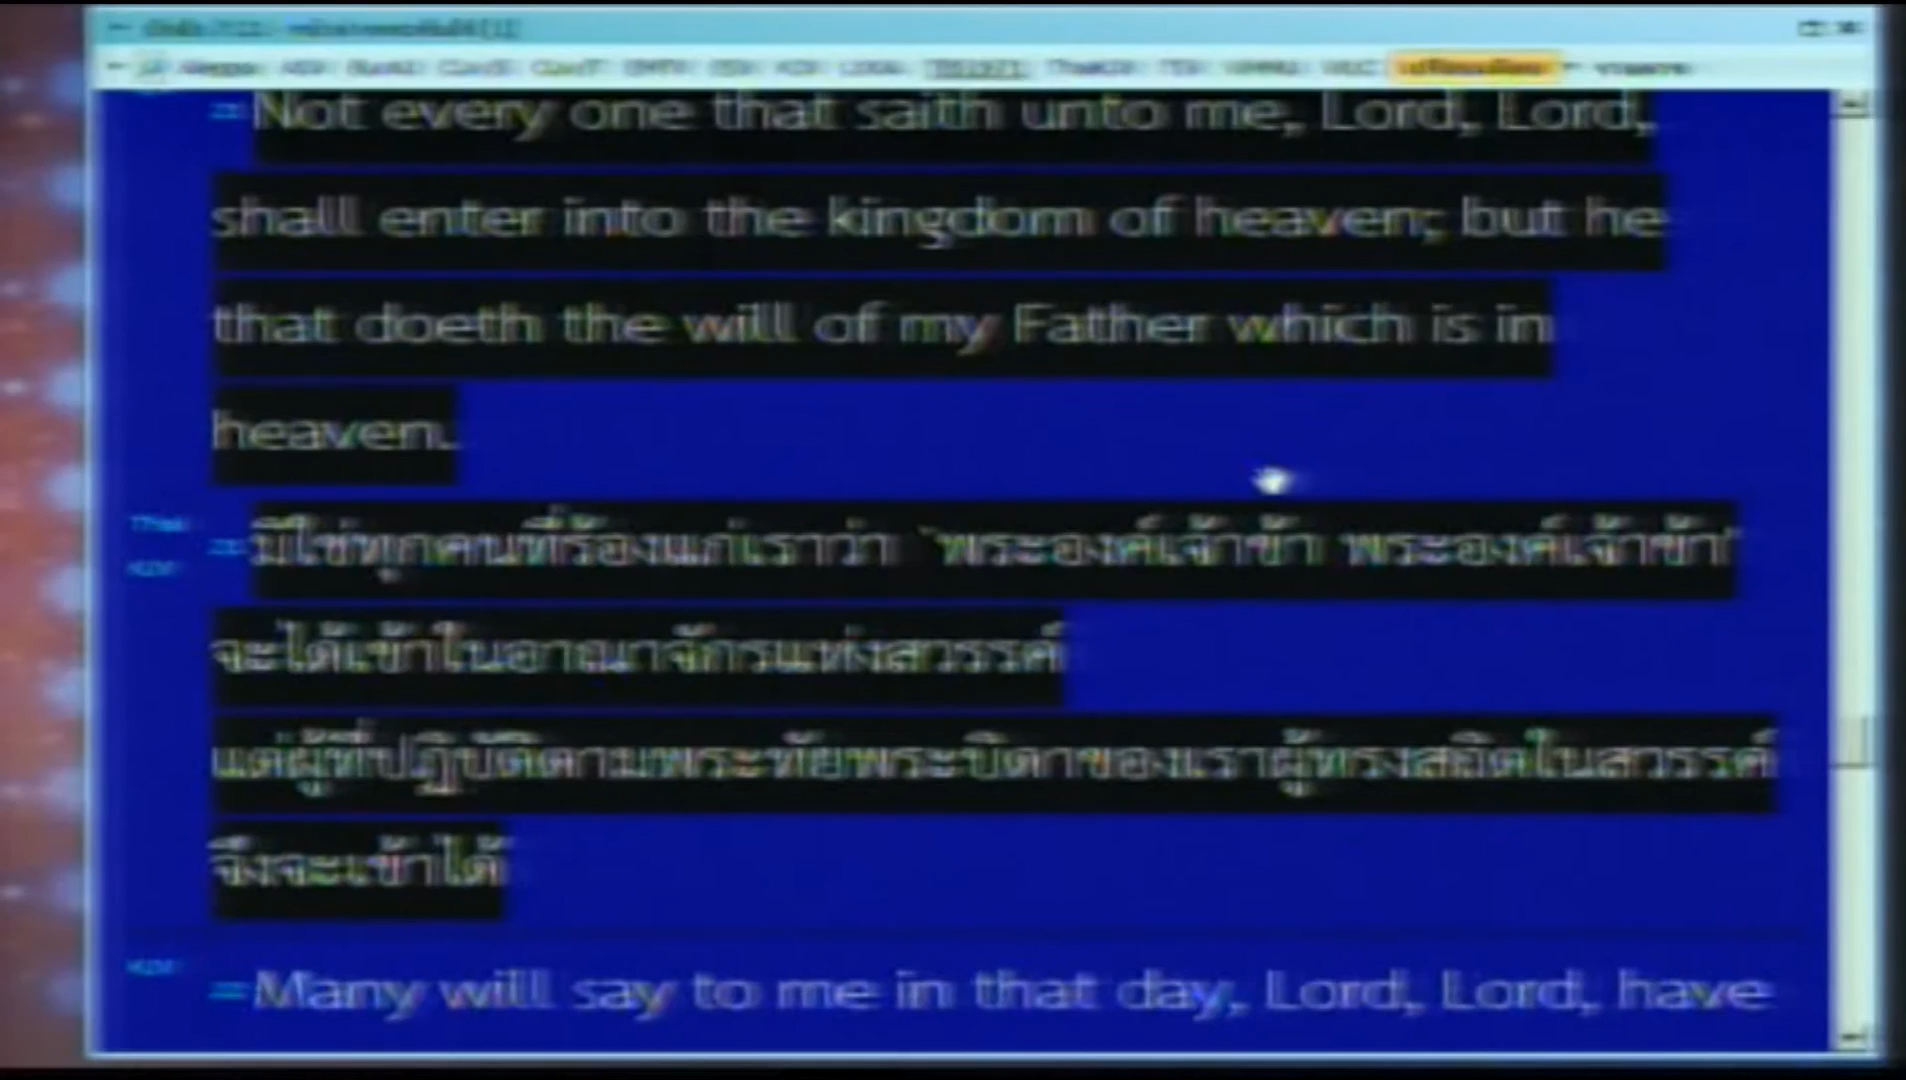 Not every one that saith unto me, Lord, Lord,
shall enter into the kingdom of heaven; but he
that doeth the will of my Father which is in
heaven.
มิใช่ทุกคนที่ร้องแก่เราว่า 'พระองค์เจ้าข้า พระองค์เจ้าข้า'
จะได้เข้าในอาณาจักรแห่งสวรรค์
แต่ผู้ที่ปฏิบัติตามพระทัยพระบิดาของเราผู้ทรงสถิตในสวรรค์
จึงจะเข้าได้
KJV
Many will say to me in that day, Lord, Lord, have